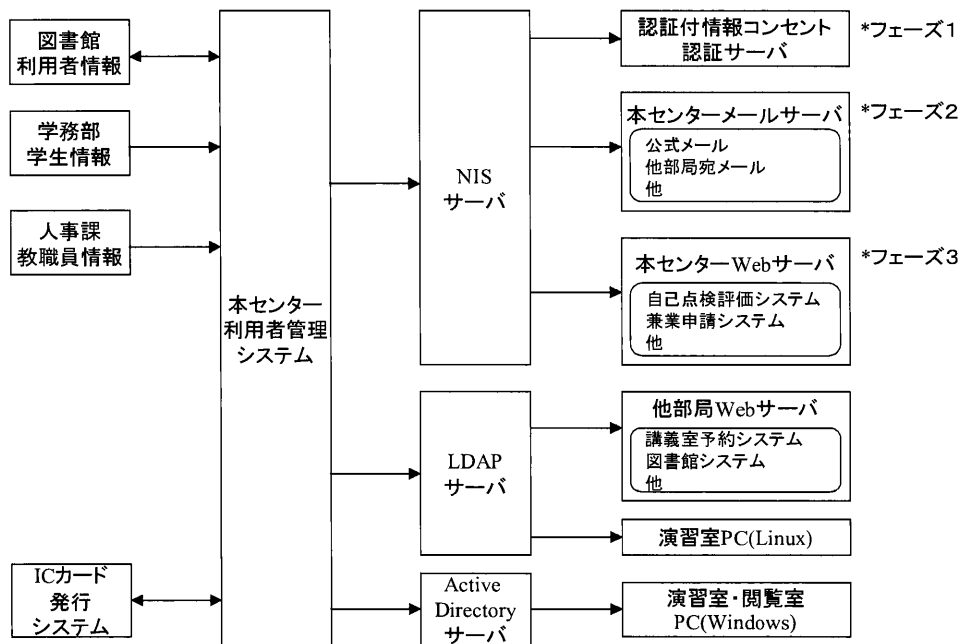 図書館
利用者情報
学務部
学生情報
人事課
教職員情報
ICカード
発行
システム
本センター
利用者管理
システム
NIS
サーバ
LDAP
サーバ
Active
Directory
サーバ
認証付情報コンセント
認証サーバ
*フェーズ1
本センターメールサーバ
*フェーズ2
公式メール
他部局宛メール
他
本センターWebサーバ
*フェーズ3
自己点検評価システム
兼業申請システム
他
他部局Webサーバ
講義室予約システム
図書館システム
他
演習室PC(Linux)
演習室・閲覧室
PC(Windows)